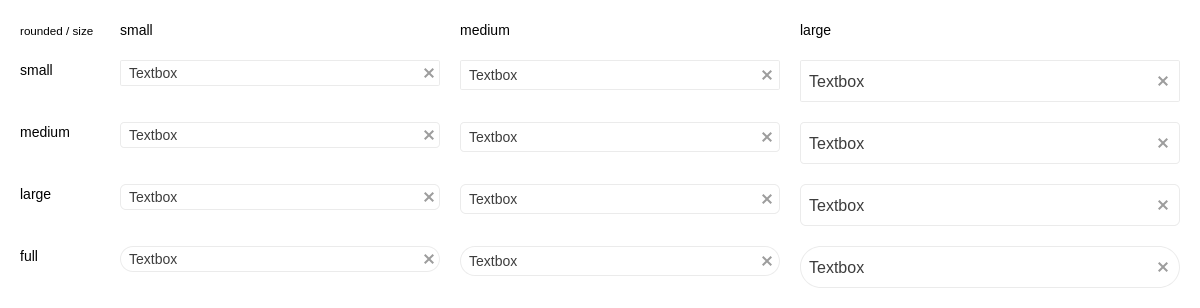 rounded / size small medium large
small Textbox Textbox Textbox
medium Textbox Textbox Textbox
large Textbox Textbox Textbox
full Textbox Textbox Textbox